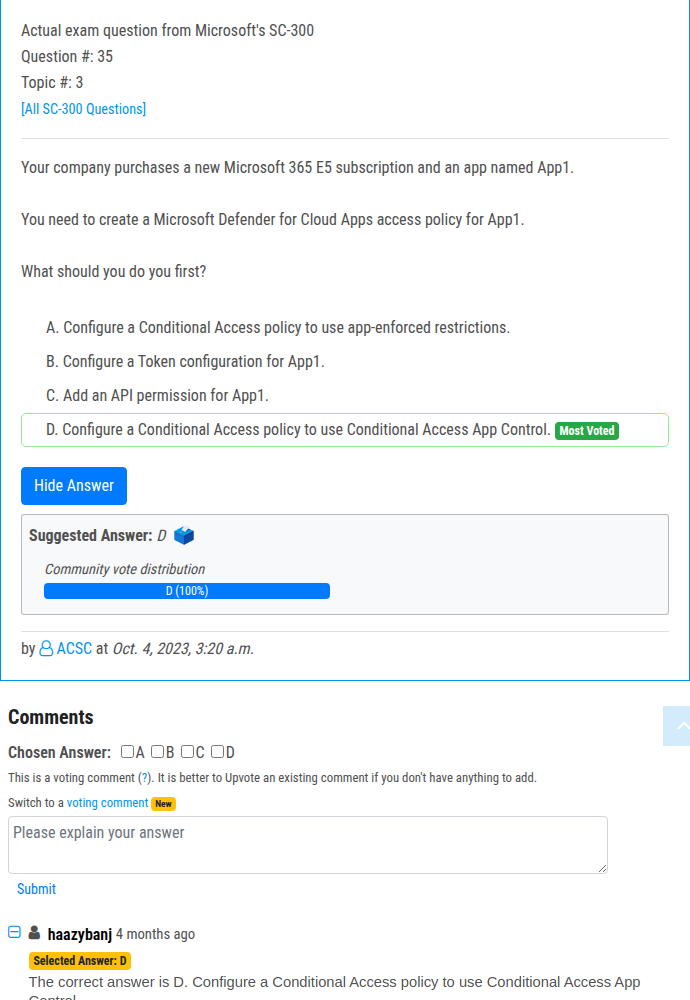 Actual exam question from Microsoft's SC-300
Question #: 35
Topic #: 3
[All SC-300 Questions]
Your company purchases a new Microsoft 365 E5 subscription and an app named App1.
You need to create a Microsoft Defender for Cloud Apps access policy for App1.
What should you do you first?
A. Configure a Conditional Access policy to use app-enforced restrictions.
B. Configure a Token configuration for App1.
C. Add an API permission for App1.
D. Configure a Conditional Access policy to use Conditional Access App Control. Most Voted
Hide Answer
Suggested Answer: D
Community vote distribution
D (100%)
by ACSC at Oct. 4, 2023, 3:20 a.m.
Comments
Chosen Answer: A B C D
This is a voting comment (?). It is better to Upvote an existing comment if you don't have anything to add.
Switch to a voting comment New
Please explain your answer
Submit
haazybanj 4 months ago
Selected Answer: D
The correct answer is D. Configure a Conditional Access policy to use Conditional Access App
Control.